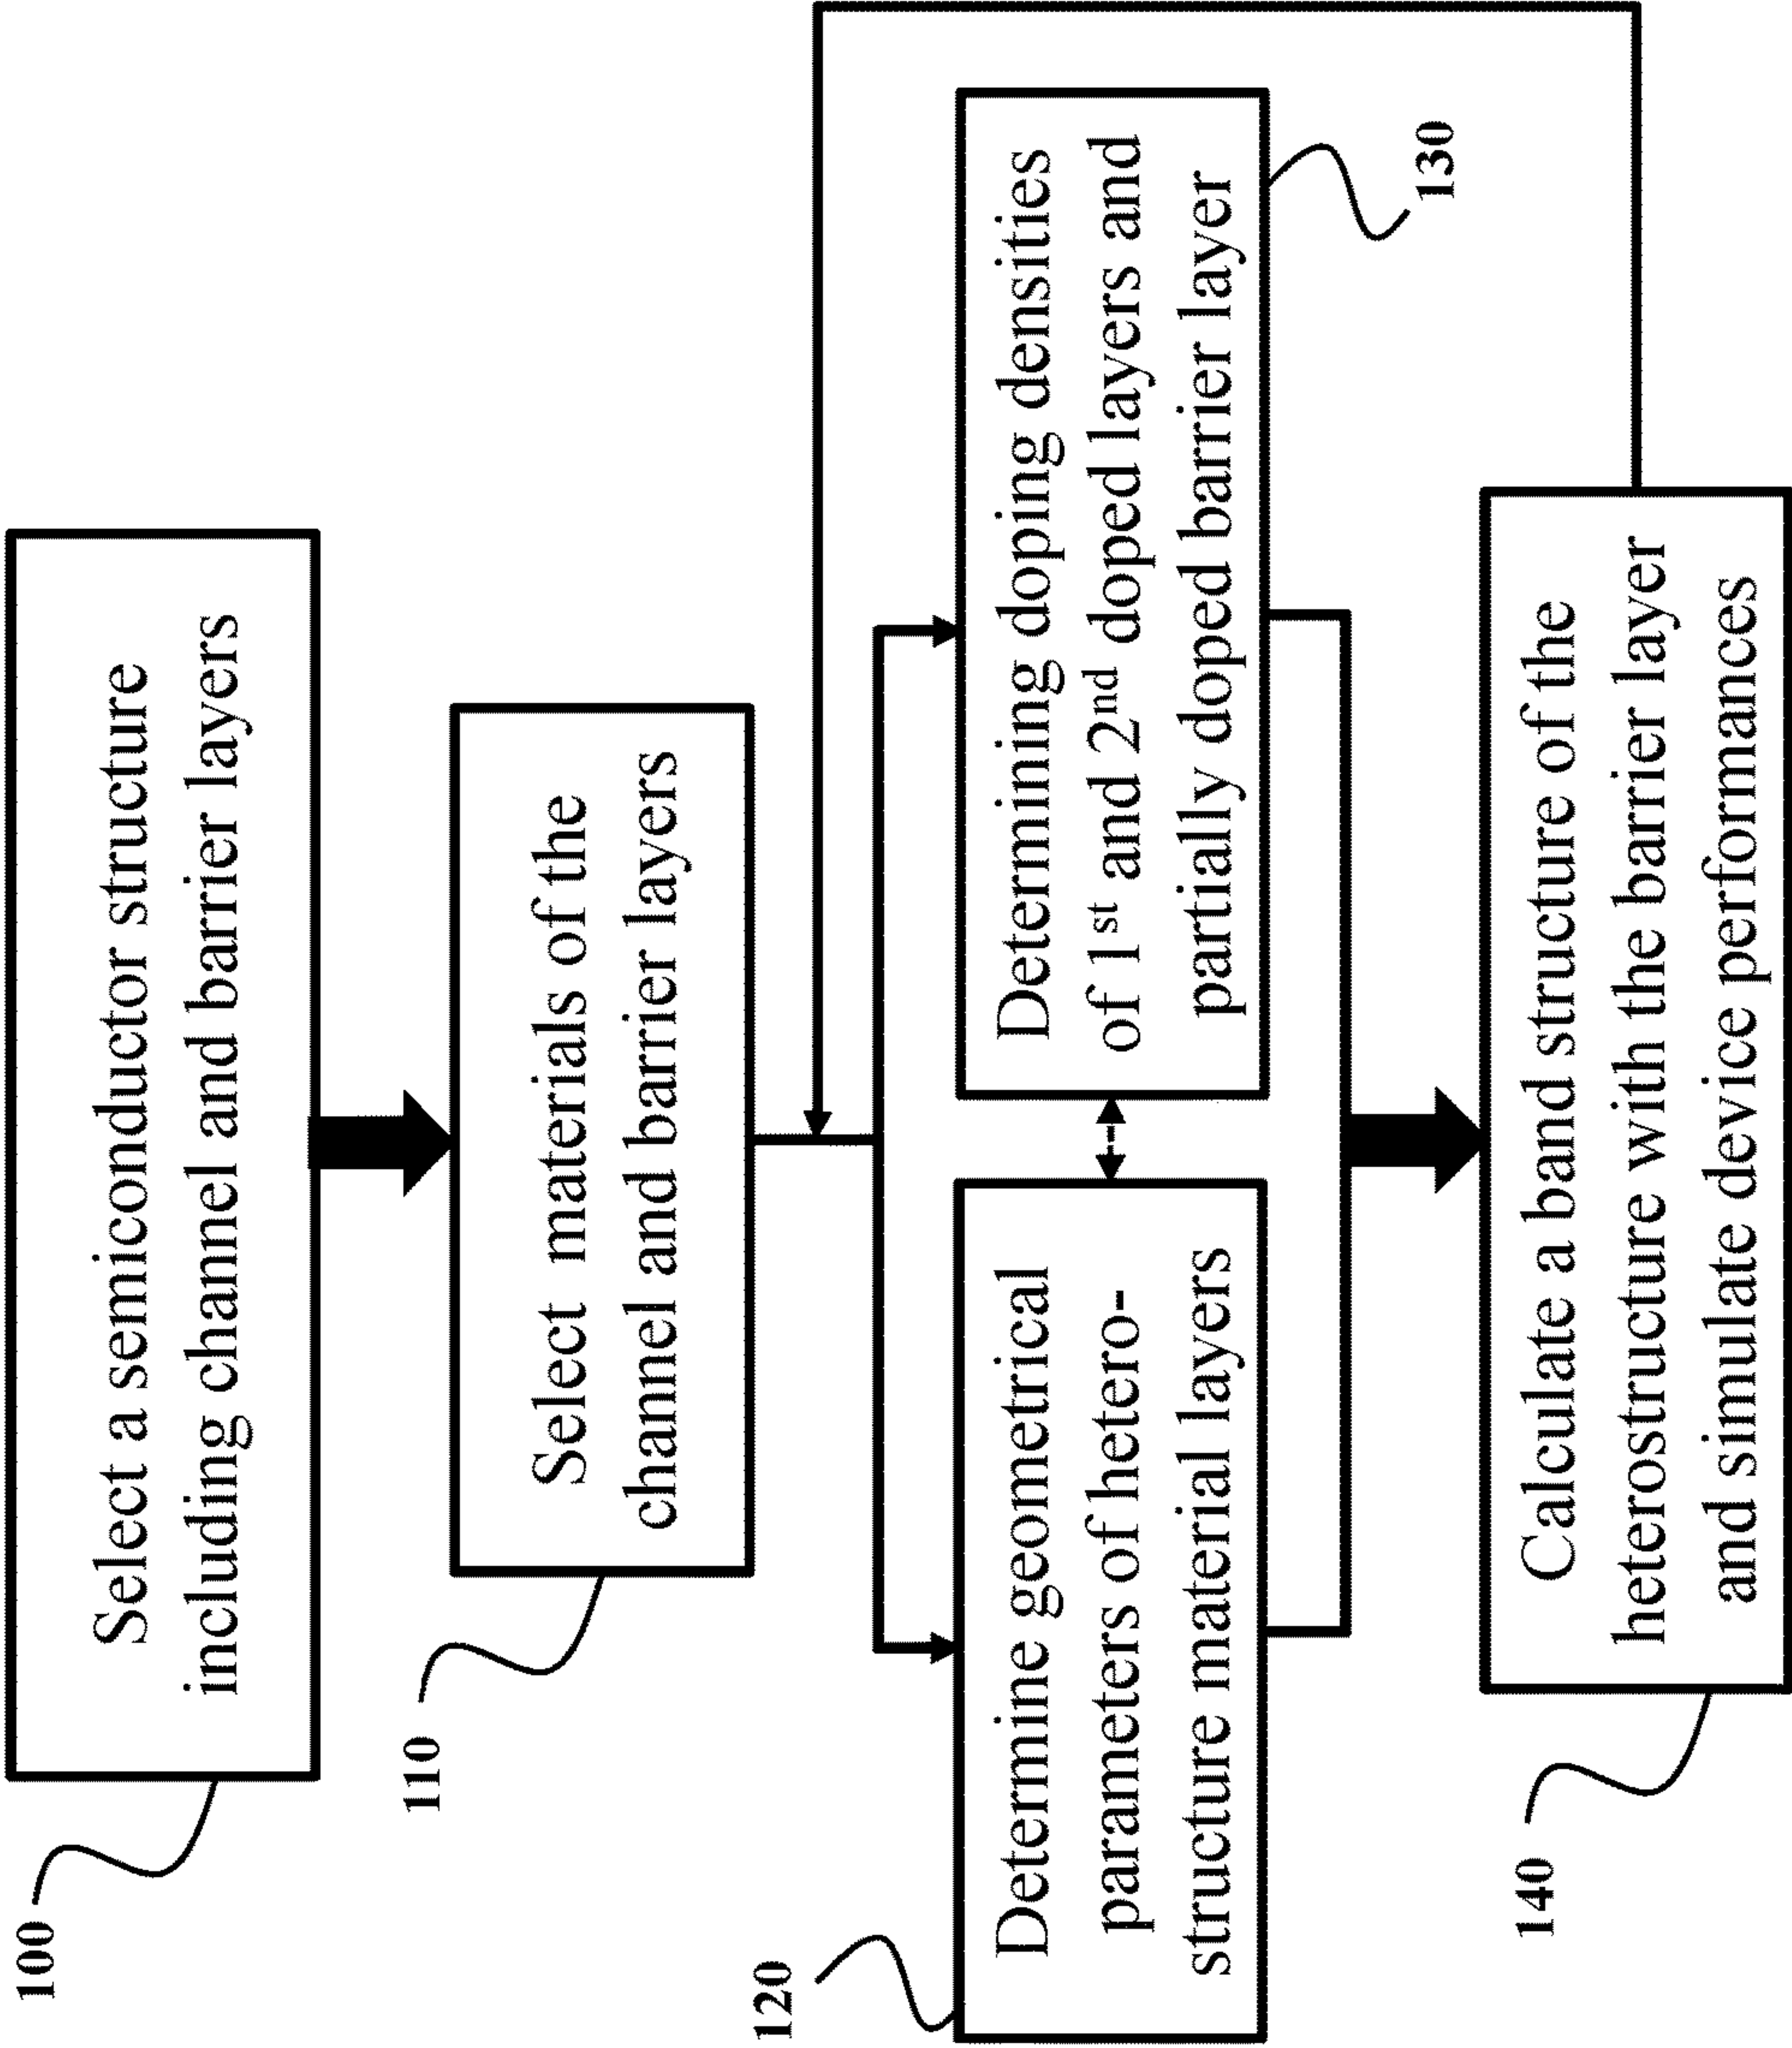 100
Select a semiconductor structure
including channel and barrier layers
110
Select materials of the
channel and barrier layers
120
Determine geometrical
parameters of hetero-
structure material layers
Determining doping densities
of 1st and 2nd doped layers and
partially doped barrier layer
130
140
Calculate a band structure of the
heterostructure with the barrier layer
and simulate device performances